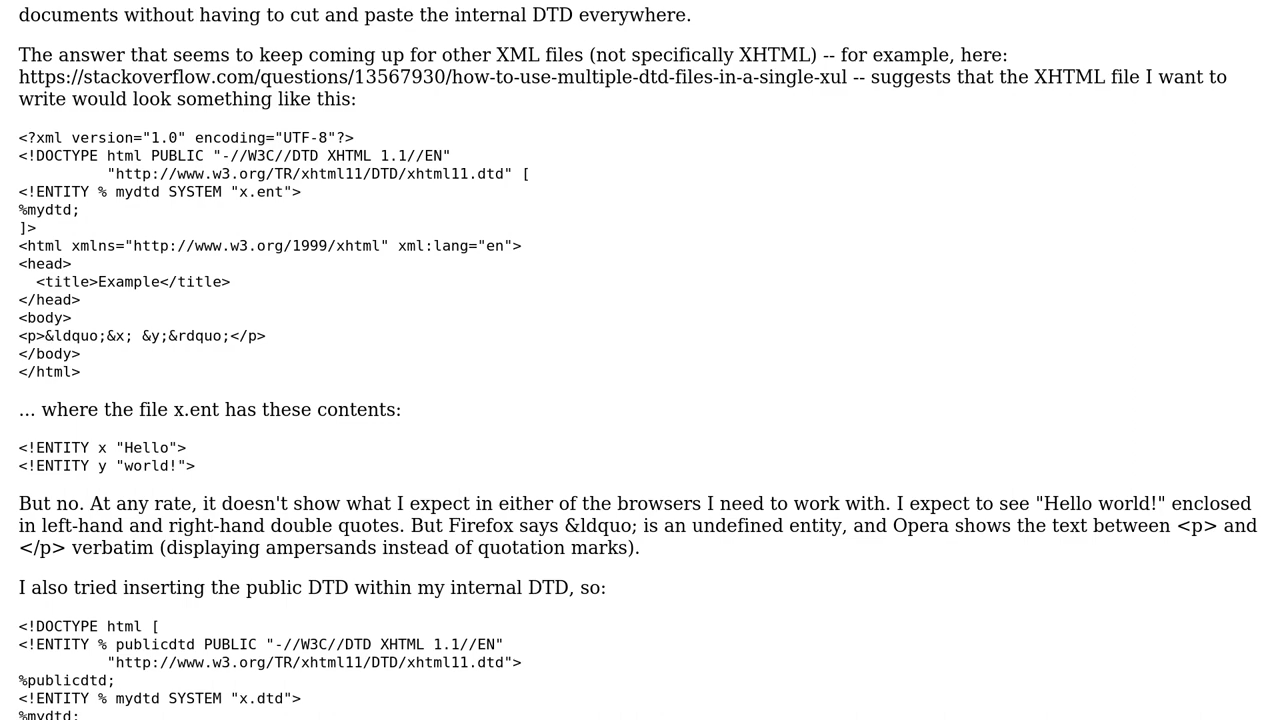 documents without having to cut and paste the internal DTD everywhere.
The answer that seems to keep coming up for other XML files (not specifically XHTML) -- for example, here:
https://stackoverflow.com/questions/13567930/how-to-use-multiple-dtd-files-in-a-single-xul -- suggests that the XHTML file I want to
write would look something like this:
<?xml version="1.0" encoding="UTF-8"?>
<!DOCTYPE html PUBLIC "-//W3C//DTD XHTML 1.1//EN"
          "http://www.w3.org/TR/xhtml11/DTD/xhtml11.dtd" [
<!ENTITY % mydtd SYSTEM "x.ent">
%mydtd;
]>
<html xmlns="http://www.w3.org/1999/xhtml" xml:lang="en">
<head>
  <title>Example</title>
</head>
<body>
<p>&ldquo;&x; &y;&rdquo;</p>
</body>
</html>
... where the file x.ent has these contents:
<!ENTITY x "Hello">
<!ENTITY y "world!">
But no. At any rate, it doesn't show what I expect in either of the browsers I need to work with. I expect to see "Hello world!" enclosed
in left-hand and right-hand double quotes. But Firefox says &ldquo; is an undefined entity, and Opera shows the text between <p> and
</p> verbatim (displaying ampersands instead of quotation marks).
I also tried inserting the public DTD within my internal DTD, so:
<!DOCTYPE html [
<!ENTITY % publicdtd PUBLIC "-//W3C//DTD XHTML 1.1//EN"
          "http://www.w3.org/TR/xhtml11/DTD/xhtml11.dtd">
%publicdtd;
<!ENTITY % mydtd SYSTEM "x.dtd">
%mydtd;